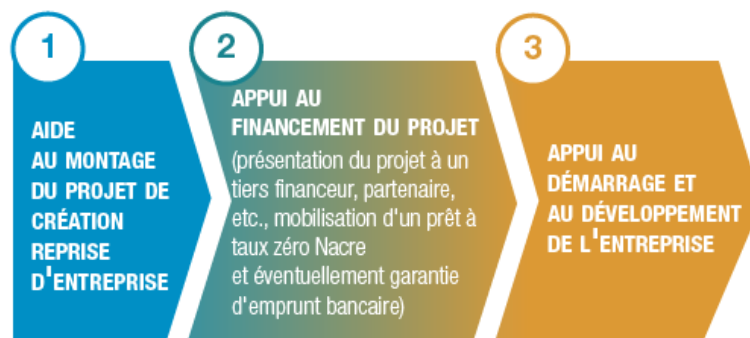 1
AIDE
AU MONTAGE
DU PROJET DE
CRÉATION
REPRISE
D'ENTREPRISE
2
APPUI AU
FINANCEMENT DU PROJET
(présentation du projet à un
tiers financeur, partenaire,
etc., mobilisation d'un prêt à
taux zéro Nacre
et éventuellement garantie
d'emprunt bancaire)
3
APPUI AU
DÉMARRAGE ET
AU DÉVELOPPEMENT
DE L'ENTREPRISE